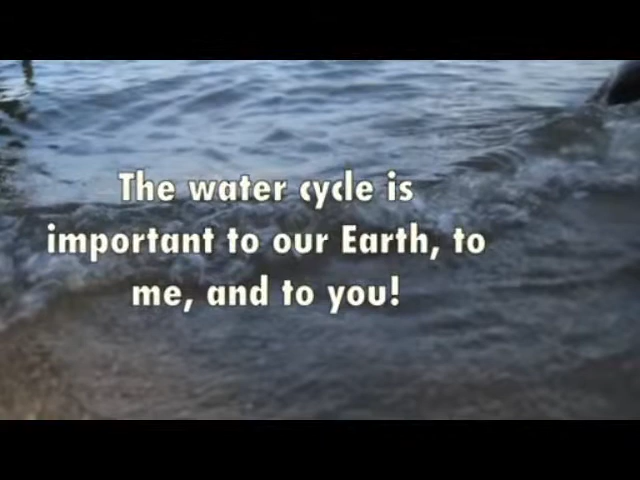 The water cycle is
important to our Earth, to
me, and to you!